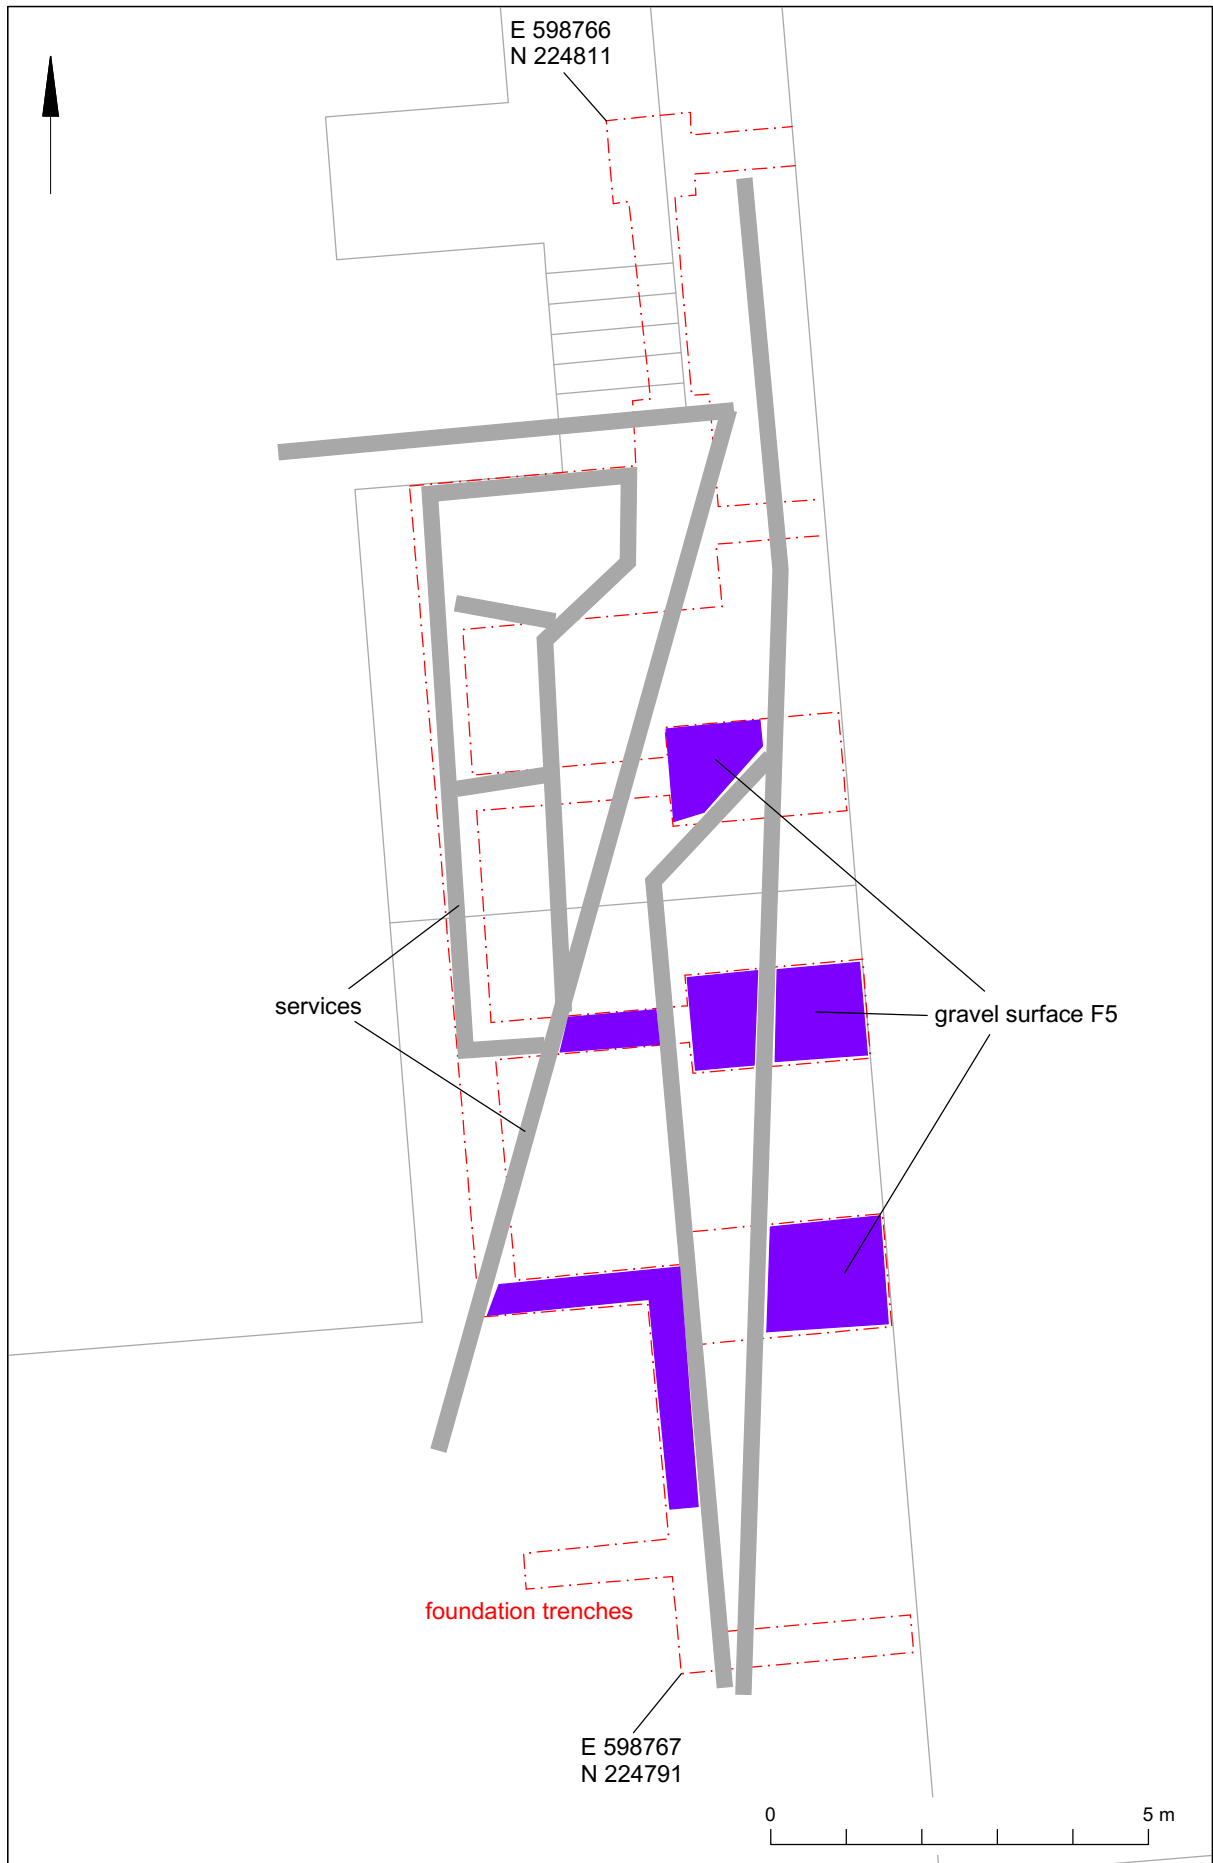 E 598766
N 224811
services
gravel surface F5
foundation trenches
E 598767
N 224791
0
5 m